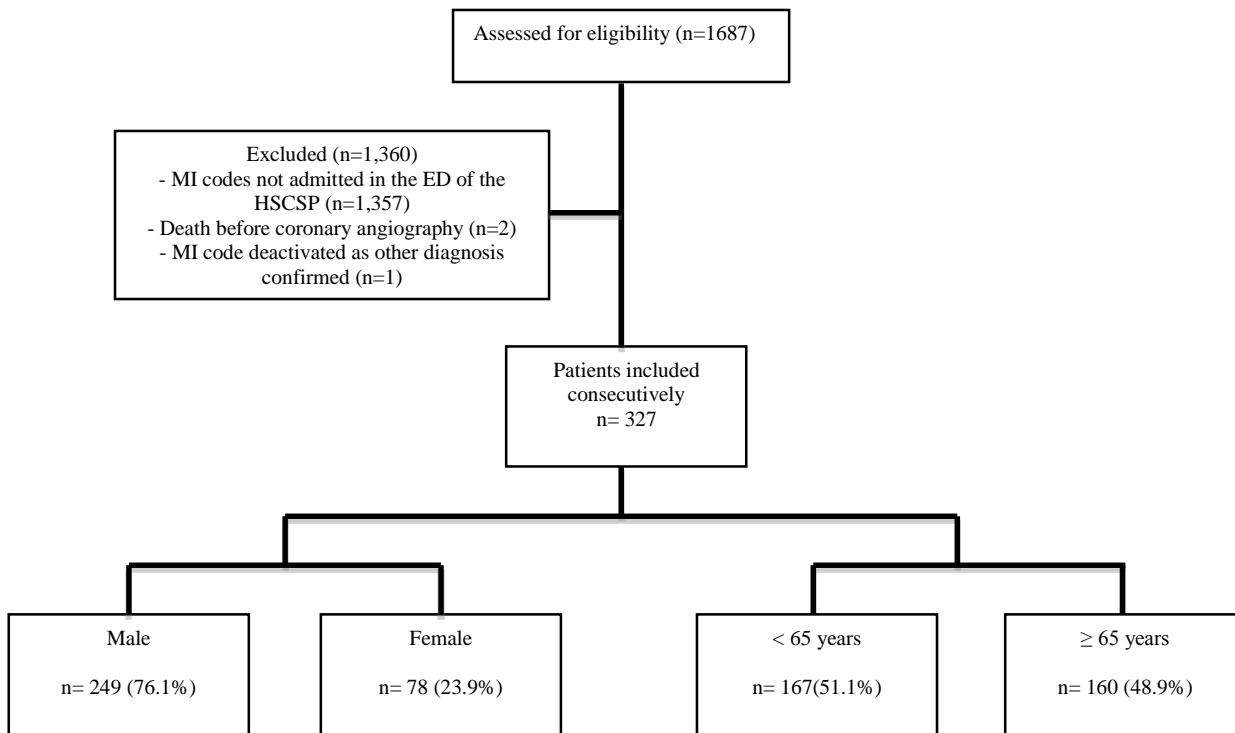 Assessed for eligibility (n=1687)
Excluded (n=1,360)
- MI codes not admitted in the ED of the
HSCSP (n=1,357)
- Death before coronary angiography (n=2)
- MI code deactivated as other diagnosis
confirmed (n=1)
Patients included
consecutively
n= 327
Male
n= 249 (76.1%)
Female
n= 78 (23.9%)
< 65 years
n= 167(51.1%)
≥ 65 years
n= 160 (48.9%)